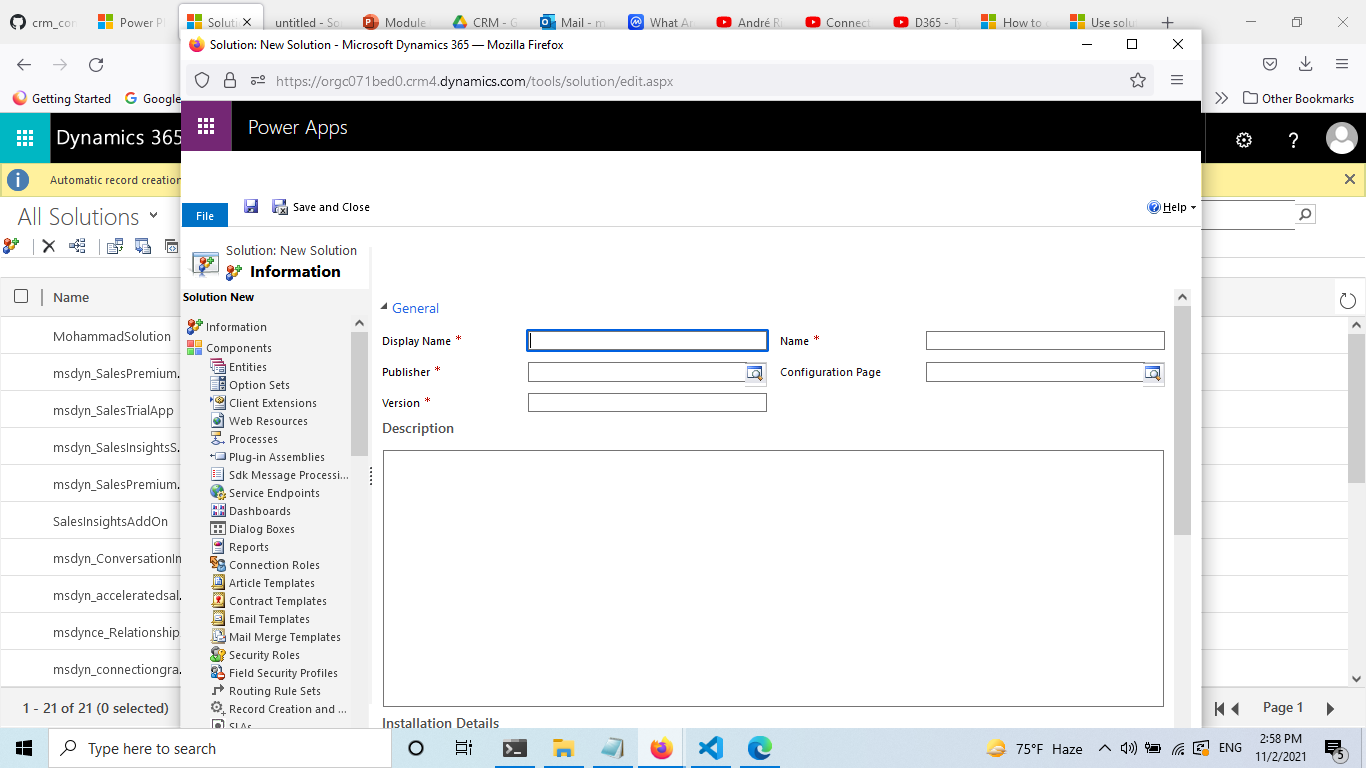 crm_cor
Power Pl
Soluti
untitled - So
Module
CRM - G
Mail - m
What Ar
André Ri
Connect
D365 - T
How to
Use solu
Solution: New Solution - Microsoft Dynamics 365 — Mozilla Firefox
https://orgc071bed0.crm4.dynamics.com/tools/solution/edit.aspx
Getting Started
Google
Other Bookmarks
Dynamics 365
Power Apps
Automatic record creation
All Solutions
File
Save and Close
Help
Solution: New Solution
Information
Solution New
Name
MohammadSolution
msdyn_SalesPremium.
msdyn_SalesTrialApp
msdyn_SalesInsightsS.
msdyn_SalesPremium.
SalesInsightsAddOn
msdyn_ConversationIn
msdyn_acceleratedsal.
msdynce_Relationship
msdyn_connectiongra.
1 - 21 of 21 (0 selected)
Page 1
Information
Components
Entities
Option Sets
Client Extensions
Web Resources
Processes
Plug-in Assemblies
Sdk Message Processi...
Service Endpoints
Dashboards
Dialog Boxes
Reports
Connection Roles
Article Templates
Contract Templates
Email Templates
Mail Merge Templates
Security Roles
Field Security Profiles
Routing Rule Sets
Record Creation and ...
SLAs
General
Display Name *
Name *
Publisher *
Configuration Page
Version *
Description
Installation Details
Type here to search
75°F Haze
ENG
2:58 PM
11/2/2021
5